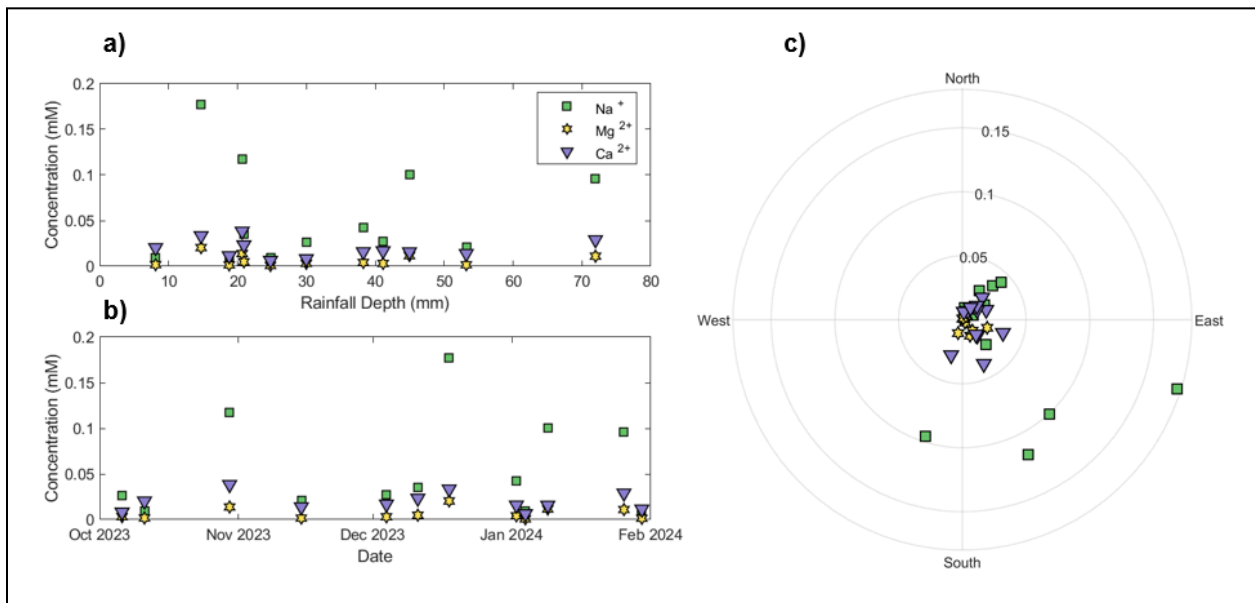 a)
Concentration (mM)
0.2
0.15
0.1
0.05
0
0 10 20 30 40 50 60 70 80
Rainfall Depth (mm)
Na +
Mg 2+
Ca 2+
b)
Concentration (mM)
0.2
0.15
0.1
0.05
0
Oct 2023 Nov 2023 Dec 2023 Jan 2024 Feb 2024
Date
c)
North
0.15
0.1
0.05
West East
South